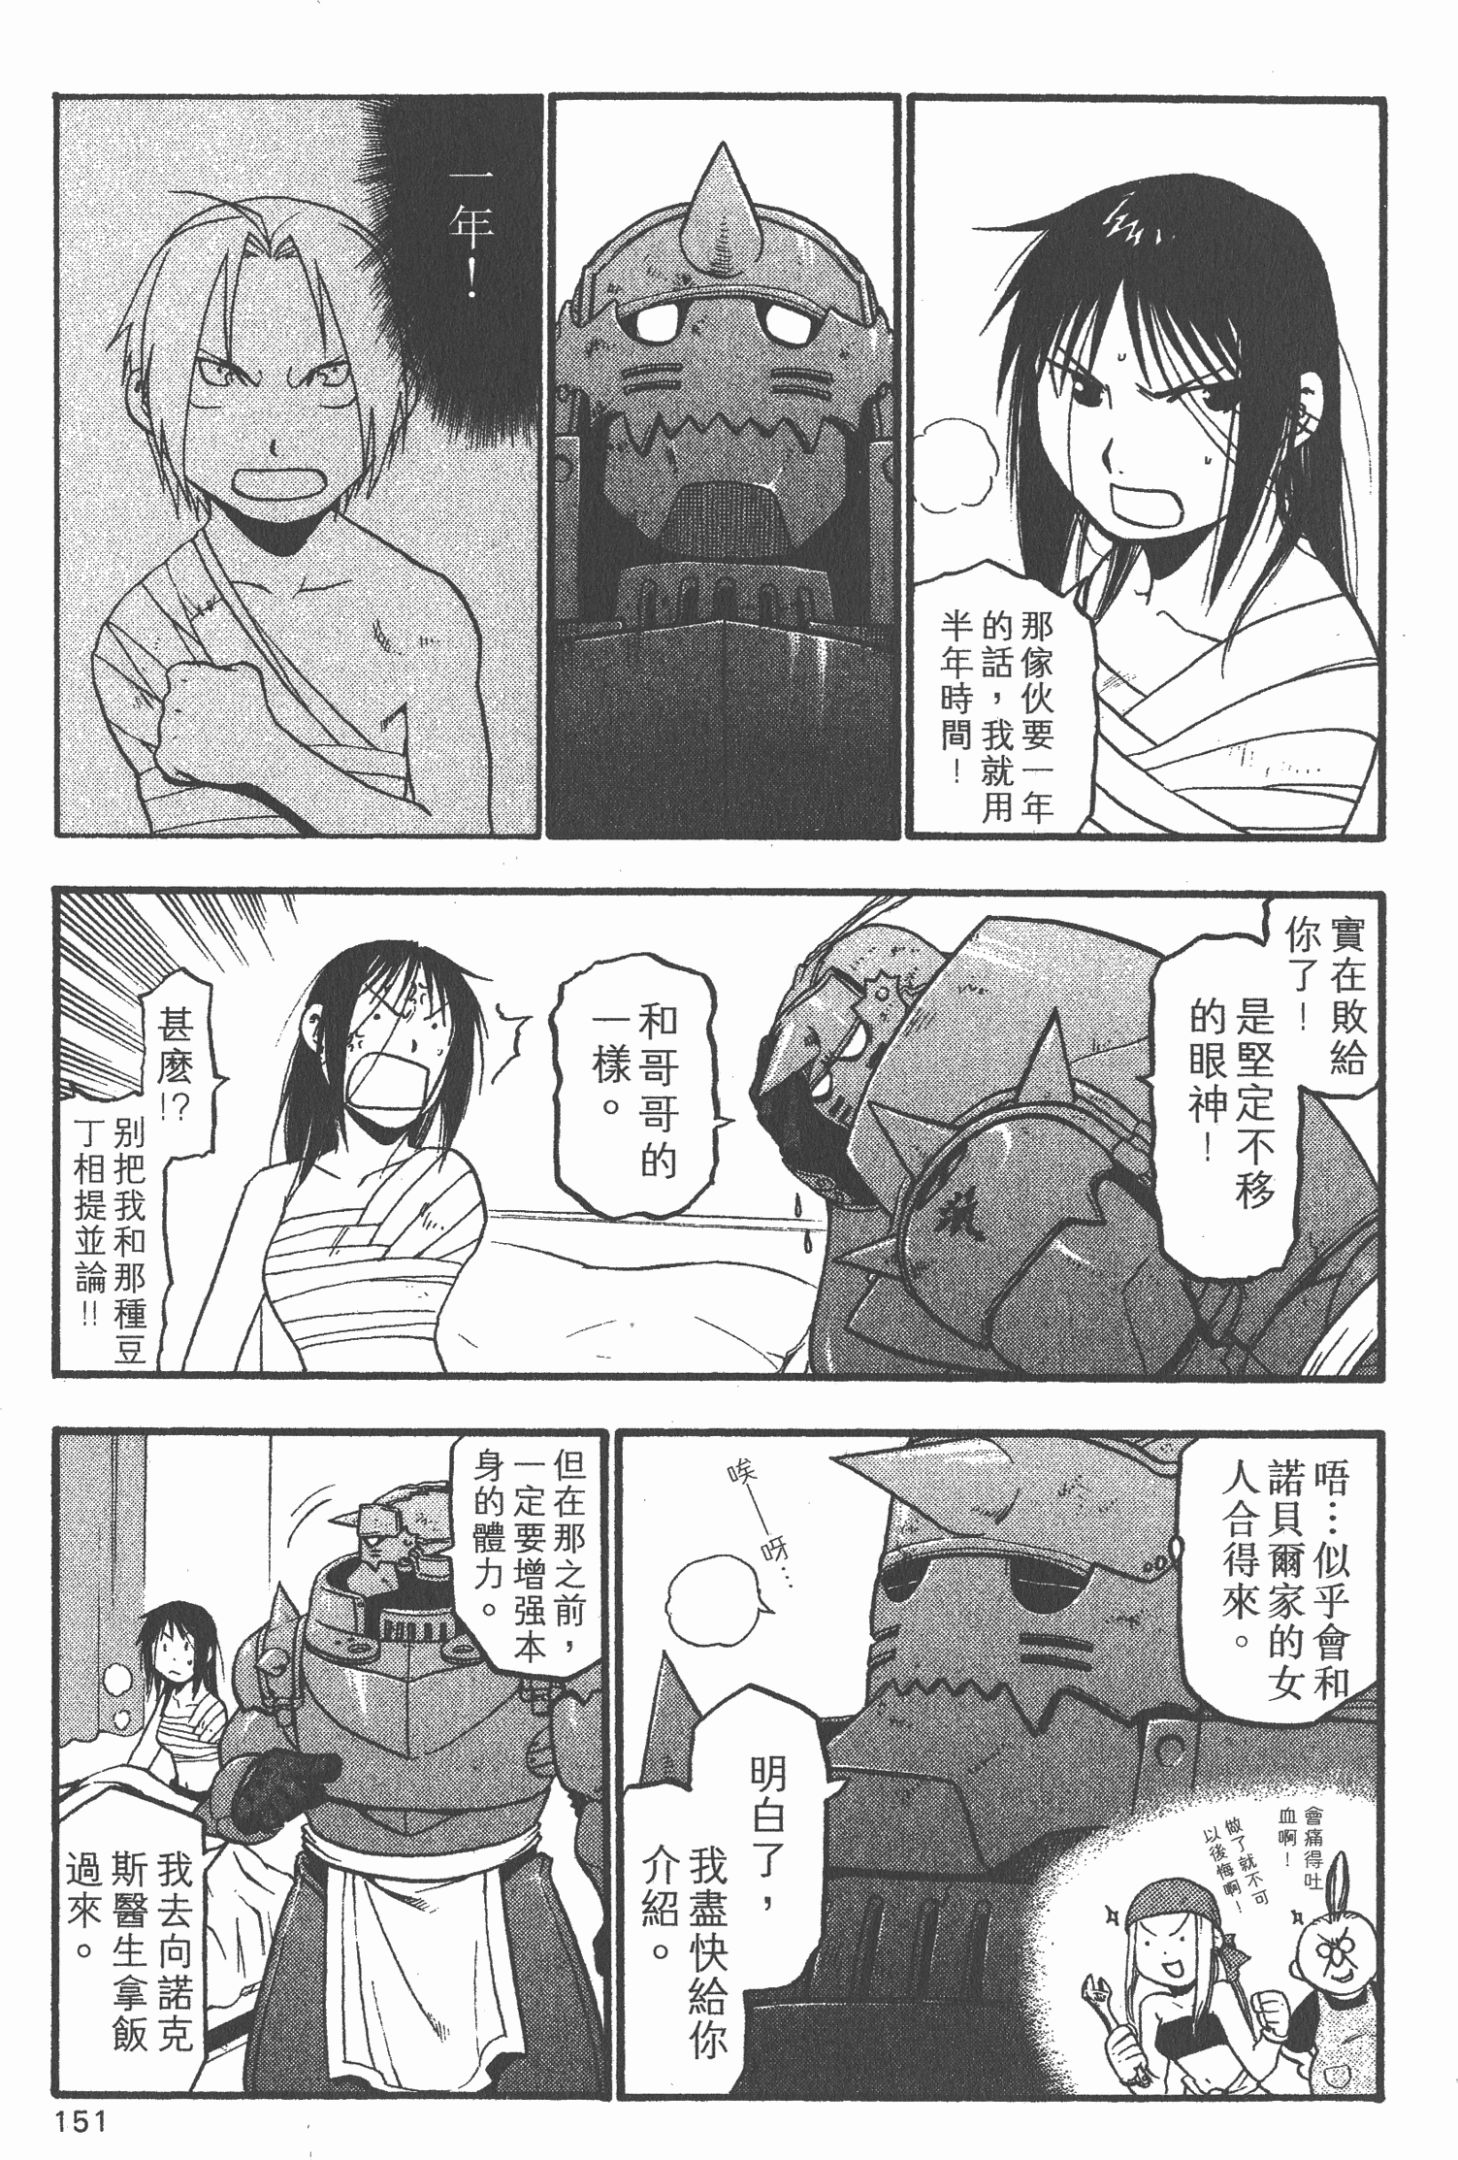 那傢伙要一年
的話，我就用
半年時間！
一年！
實在敗給
你了！
是堅定不移
的眼神！
和哥哥的
一樣。
甚麼!?
別把我和那種豆
丁相提並論!!
唔…似乎會和
諾貝爾家的女
人合得來。
會痛得吐
血啊！
做了就不可
以後悔啊！
唉──呀…
明白了，
我盡快給你
介紹。
但在那之前，
一定要增强本
身的體力。
我去向諾克
斯醫生拿飯
過來。
151